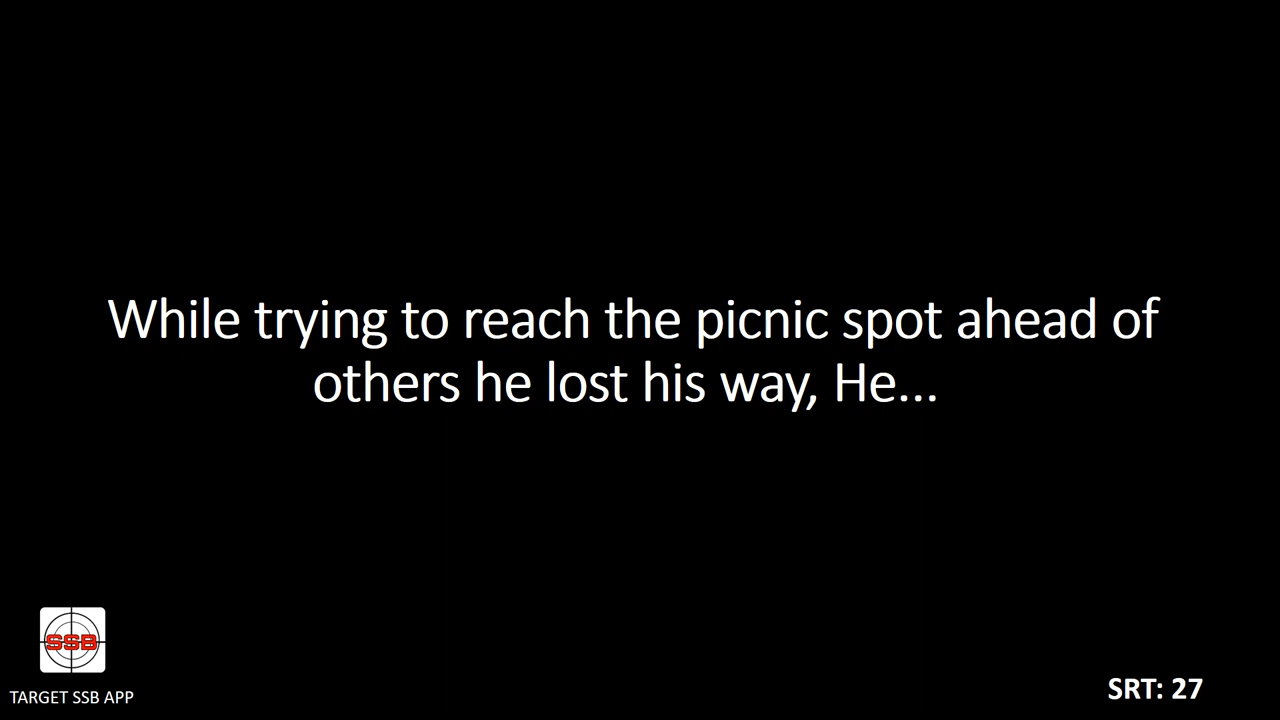 While trying to reach the picnic spot ahead of
others he lost his way, He...
SSB
TARGET SSB APP
SRT: 27